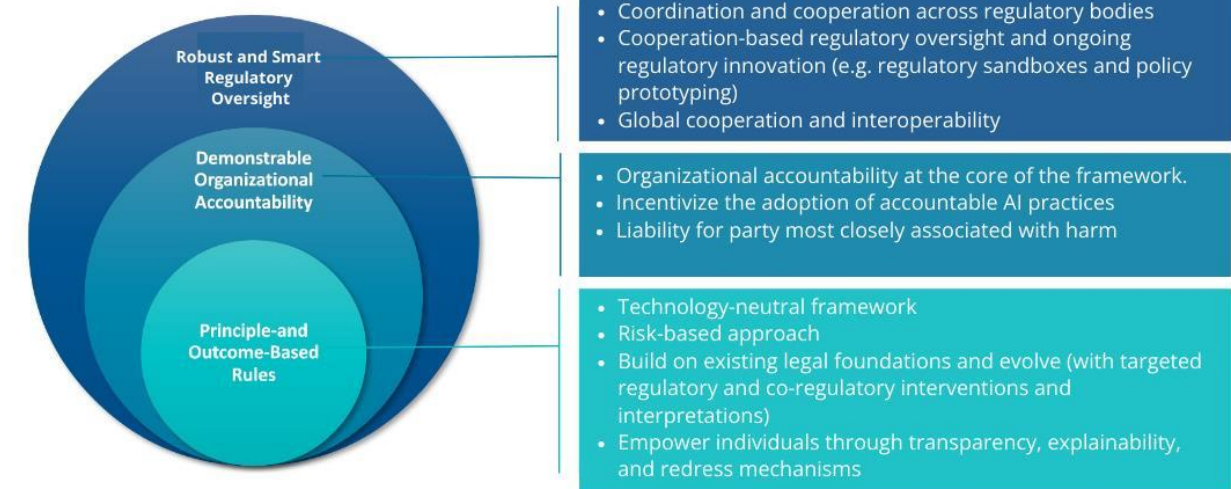 Robust and Smart
Regulatory
Oversight
• Coordination and cooperation across regulatory bodies
• Cooperation-based regulatory oversight and ongoing
regulatory innovation (e.g. regulatory sandboxes and policy
prototyping)
• Global cooperation and interoperability
Demonstrable
Organizational
Accountability
• Organizational accountability at the core of the framework.
• Incentivize the adoption of accountable AI practices
• Liability for party most closely associated with harm
Principle-and
Outcome-Based
Rules
• Technology-neutral framework
• Risk-based approach
• Build on existing legal foundations and evolve (with targeted
regulatory and co-regulatory interventions and
interpretations)
• Empower individuals through transparency, explainability,
and redress mechanisms